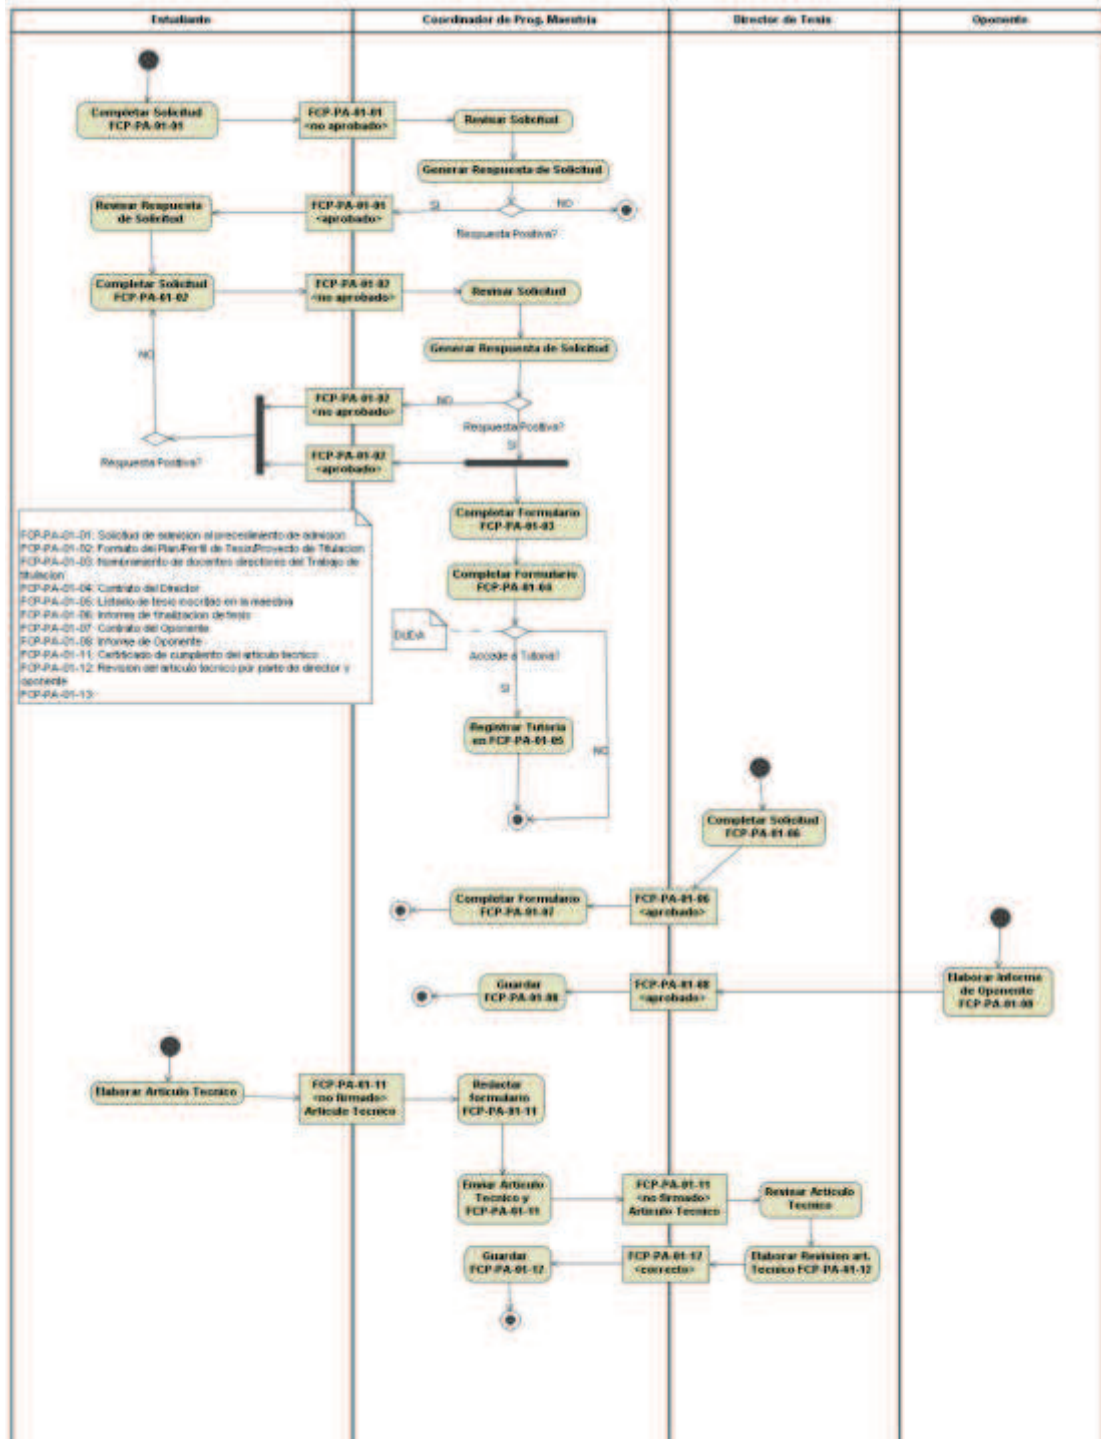 Estudiante
Coordinador de Prog. Maestria
Director de Tesis
Oponente
Completar Solicitud
FCP-PA-01-01
FCP-PA-01-01
<no aprobado>
Revisar Solicitud
Generar Respuesta de Solicitud
Revisar Respuesta
de Solicitud
FCP-PA-01-01
<aprobado>
SI
NO
Respuesta Positiva?
Completar Solicitud
FCP-PA-01-02
FCP-PA-01-02
<no aprobado>
Revisar Solicitud
Generar Respuesta de Solicitud
NO
FCP-PA-01-02
<no aprobado>
NO
Respuesta Positiva?
SI
Respuesta Positiva?
FCP-PA-01-02
<aprobado>
Completar Formulario
FCP-PA-01-03
FCP-PA-01-01: Solicitud de admision al procedimiento de admision
FCP-PA-01-02: Formato del Plan/Perfil de Tesis/Proyecto de Titulacion
FCP-PA-01-03: Nombramiento de docentes directores del Trabajo de
titulacion
FCP-PA-01-04: Contrato del Director
FCP-PA-01-05: Listado de tesis inscritas en la maestria
FCP-PA-01-06: Informe de finalizacion de tesis
FCP-PA-01-07: Contrato del Oponente
FCP-PA-01-08: Informe de Oponente
FCP-PA-01-11: Certificado de cumpliento del articulo tecnico
FCP-PA-01-12: Revision del articulo tecnico por parte de director y
oponente
FCP-PA-01-13:
Completar Formulario
FCP-PA-01-04
DUDA
Accede a Tutoria?
SI
Registrar Tutoria
en FCP-PA-01-05
NO
Completar Solicitud
FCP-PA-01-06
Completar Formulario
FCP-PA-01-07
FCP-PA-01-06
<aprobado>
Guardar
FCP-PA-01-08
FCP-PA-01-08
<aprobado>
Elaborar Informe
de Oponente
FCP-PA-01-08
Elaborar Articulo Tecnico
FCP-PA-01-11
<no firmado>
Articulo Tecnico
Redactar
formulario
FCP-PA-01-11
Enviar Articulo
Tecnico y
FCP-PA-01-11
FCP-PA-01-11
<no firmado>
Articulo Tecnico
Revisar Articulo
Tecnico
Guardar
FCP-PA-01-12
FCP-PA-01-12
<correcto>
Elaborar Revision art.
Tecnico FCP-PA-01-12